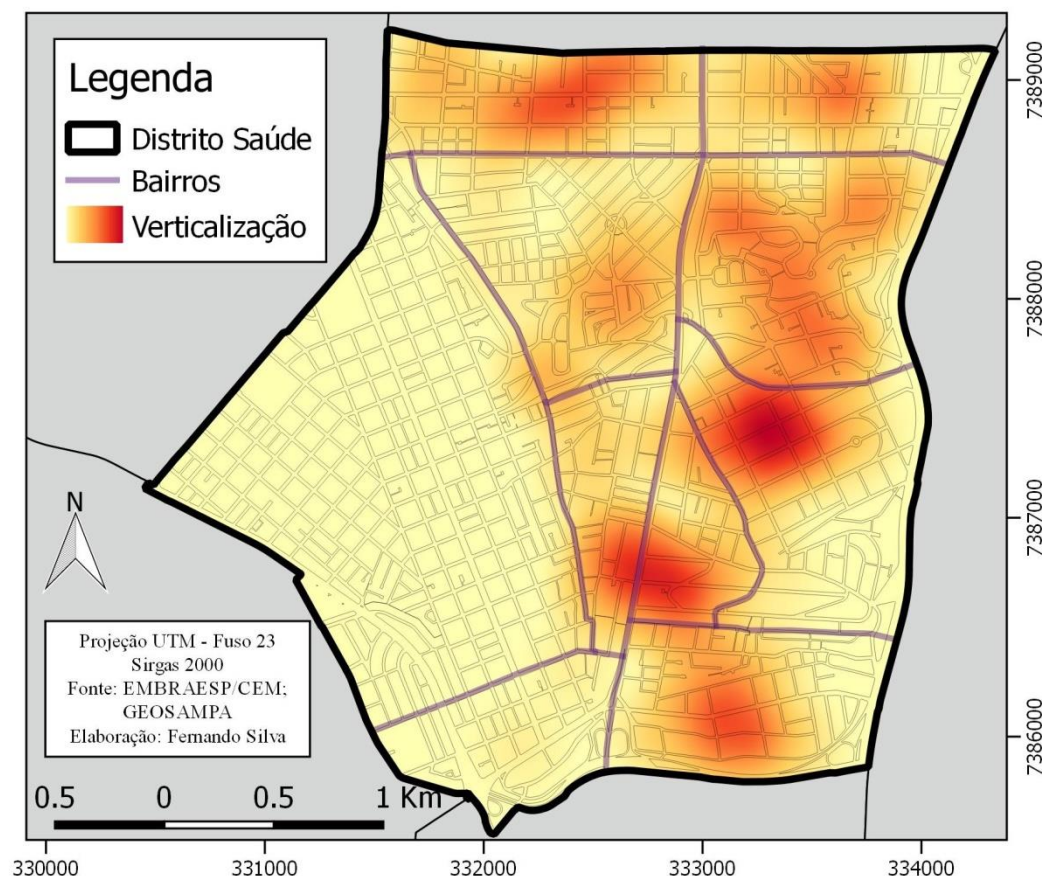 Legenda
Distrito Saúde
Bairros
Verticalização
N
Projeção UTM - Fuso 23
Sirgas 2000
Fonte: EMBRAESP/CEM;
GEOSAMPA
Elaboração: Fernando Silva
0.5 0 0.5 1 Km
330000 331000 332000 333000 334000
7389000
7388000
7387000
7386000